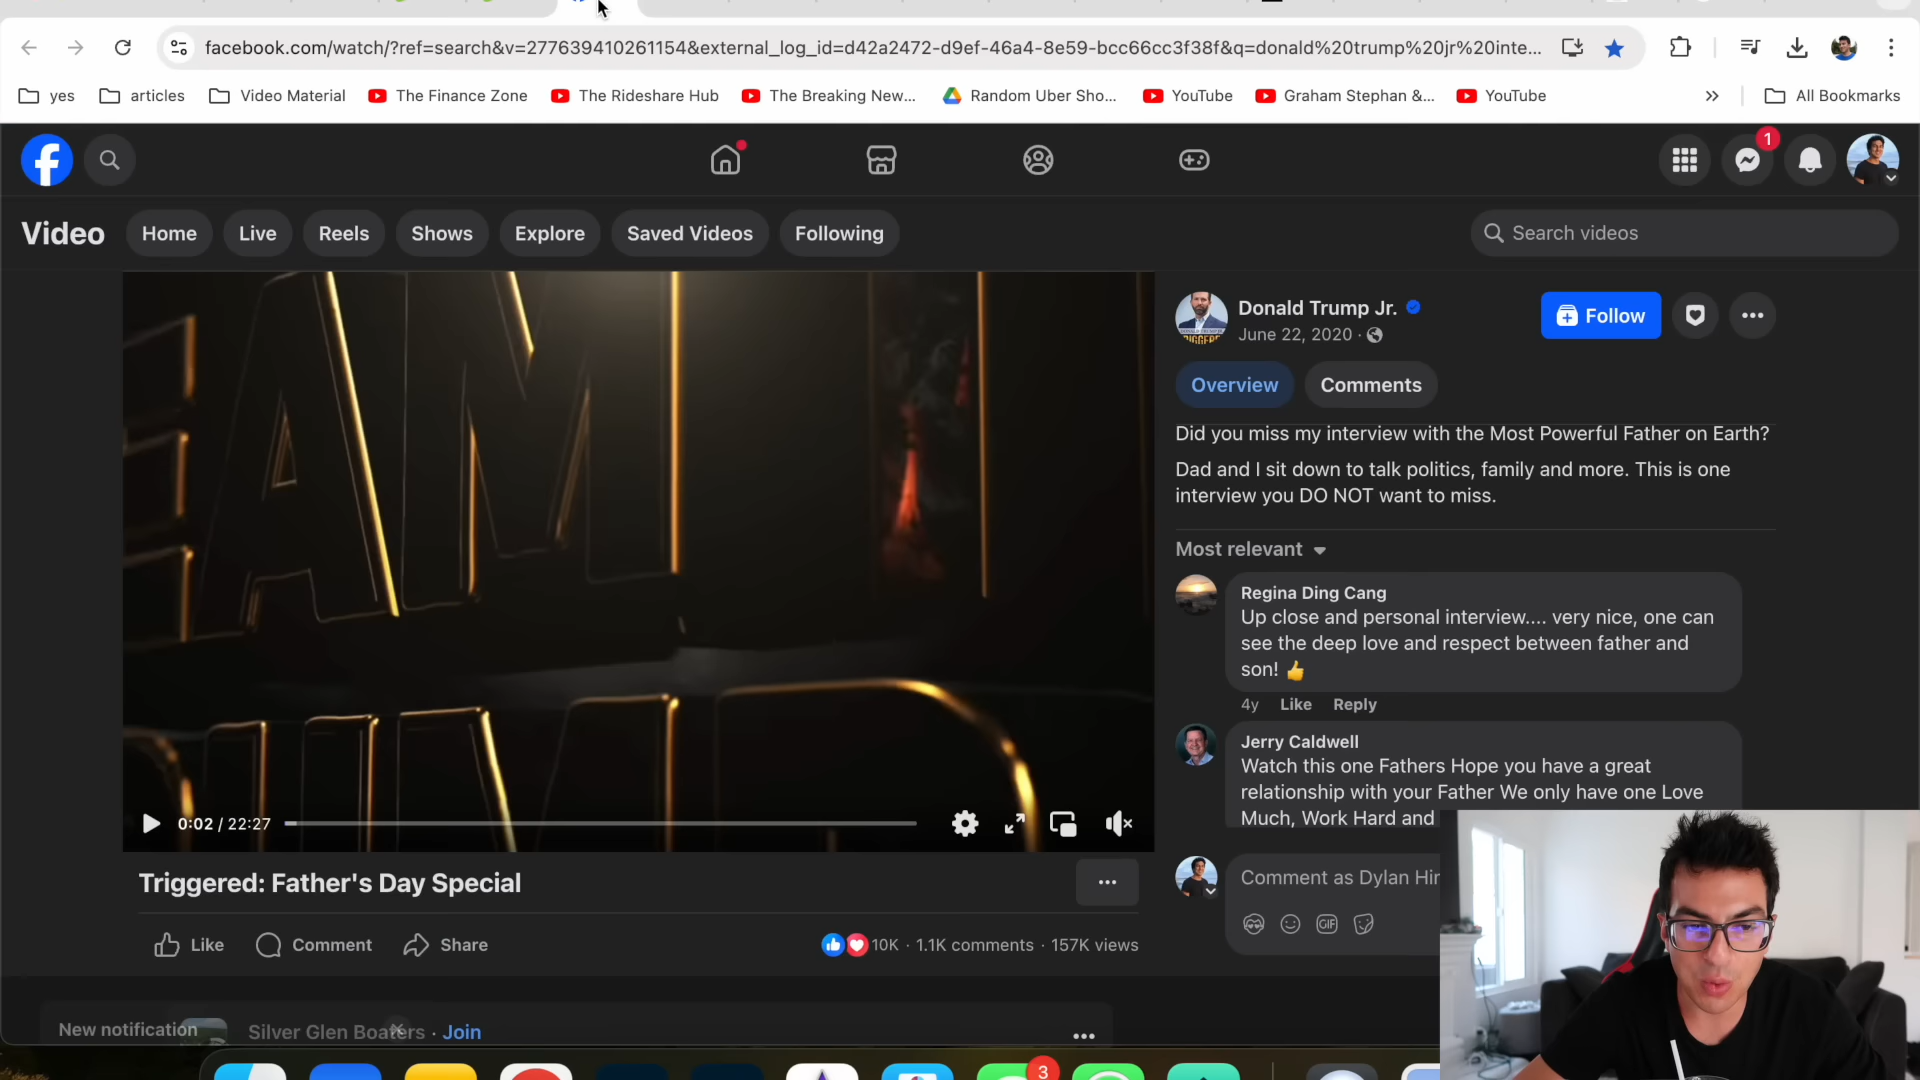 facebook.com/watch/?ref=search&v=277639410261154&external_log_id=d42a2472-d9ef-46a4-8e59-bcc66cc3f38f&q=donald%20trump%20jr%20inte...
yes
articles
Video Material
The Finance Zone
The Rideshare Hub
The Breaking New...
Random Uber Sho...
YouTube
Graham Stephan &...
YouTube
All Bookmarks
1
Video
Home
Live
Reels
Shows
Explore
Saved Videos
Following
Search videos
EAM
0:02 / 22:27
Triggered: Father's Day Special
Like
Comment
Share
10K · 1.1K comments · 157K views
Donald Trump Jr.
June 22, 2020 ·
Follow
Overview
Comments
Did you miss my interview with the Most Powerful Father on Earth?
Dad and I sit down to talk politics, family and more. This is one
interview you DO NOT want to miss.
Most relevant
Regina Ding Cang
Up close and personal interview.... very nice, one can
see the deep love and respect between father and
son! 👍
4y Like Reply
Jerry Caldwell
Watch this one Fathers Hope you have a great
relationship with your Father We only have one Love
Much, Work Hard and
Comment as Dylan Hir
GIF
New notification
Silver Glen Boaters · Join
3